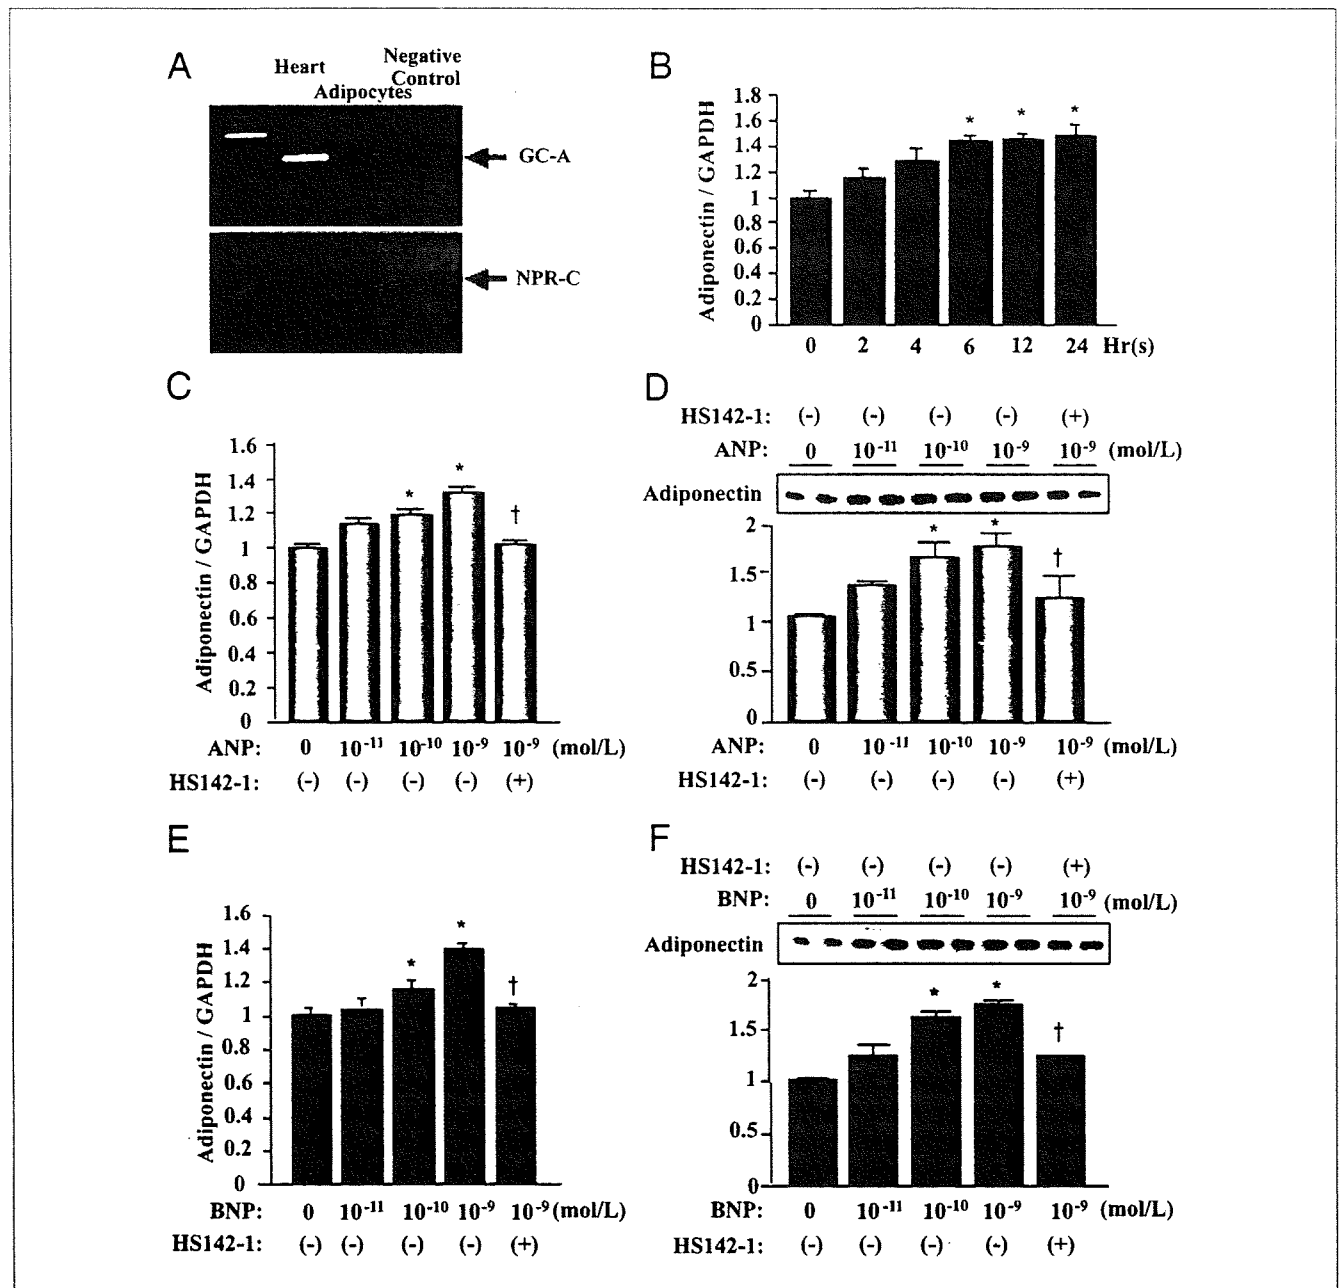 A
Heart
Adipocytes
Negative
Control
GC-A
NPR-C
B
Adiponectin / GAPDH
1.8
1.6
1.4
1.2
1
0.8
0.6
0.4
0.2
0
* * *
0 2 4 6 12 24 Hr(s)
C
Adiponectin / GAPDH
1.6
1.4
1.2
1
0.8
0.6
0.4
0.2
0
* * †
ANP: 0 10⁻¹¹ 10⁻¹⁰ 10⁻⁹ 10⁻⁹ (mol/L)
HS142-1: (-) (-) (-) (-) (+)
D
HS142-1: (-) (-) (-) (-) (+)
ANP: 0 10⁻¹¹ 10⁻¹⁰ 10⁻⁹ 10⁻⁹ (mol/L)
Adiponectin
2
1.5
1
0.5
0
* * †
ANP: 0 10⁻¹¹ 10⁻¹⁰ 10⁻⁹ 10⁻⁹ (mol/L)
HS142-1: (-) (-) (-) (-) (+)
E
Adiponectin / GAPDH
1.6
1.4
1.2
1
0.8
0.6
0.4
0.2
0
* * †
BNP: 0 10⁻¹¹ 10⁻¹⁰ 10⁻⁹ 10⁻⁹ (mol/L)
HS142-1: (-) (-) (-) (-) (+)
F
HS142-1: (-) (-) (-) (-) (+)
BNP: 0 10⁻¹¹ 10⁻¹⁰ 10⁻⁹ 10⁻⁹ (mol/L)
Adiponectin
2
1.5
1
0.5
0
* * †
BNP: 0 10⁻¹¹ 10⁻¹⁰ 10⁻⁹ 10⁻⁹ (mol/L)
HS142-1: (-) (-) (-) (-) (+)